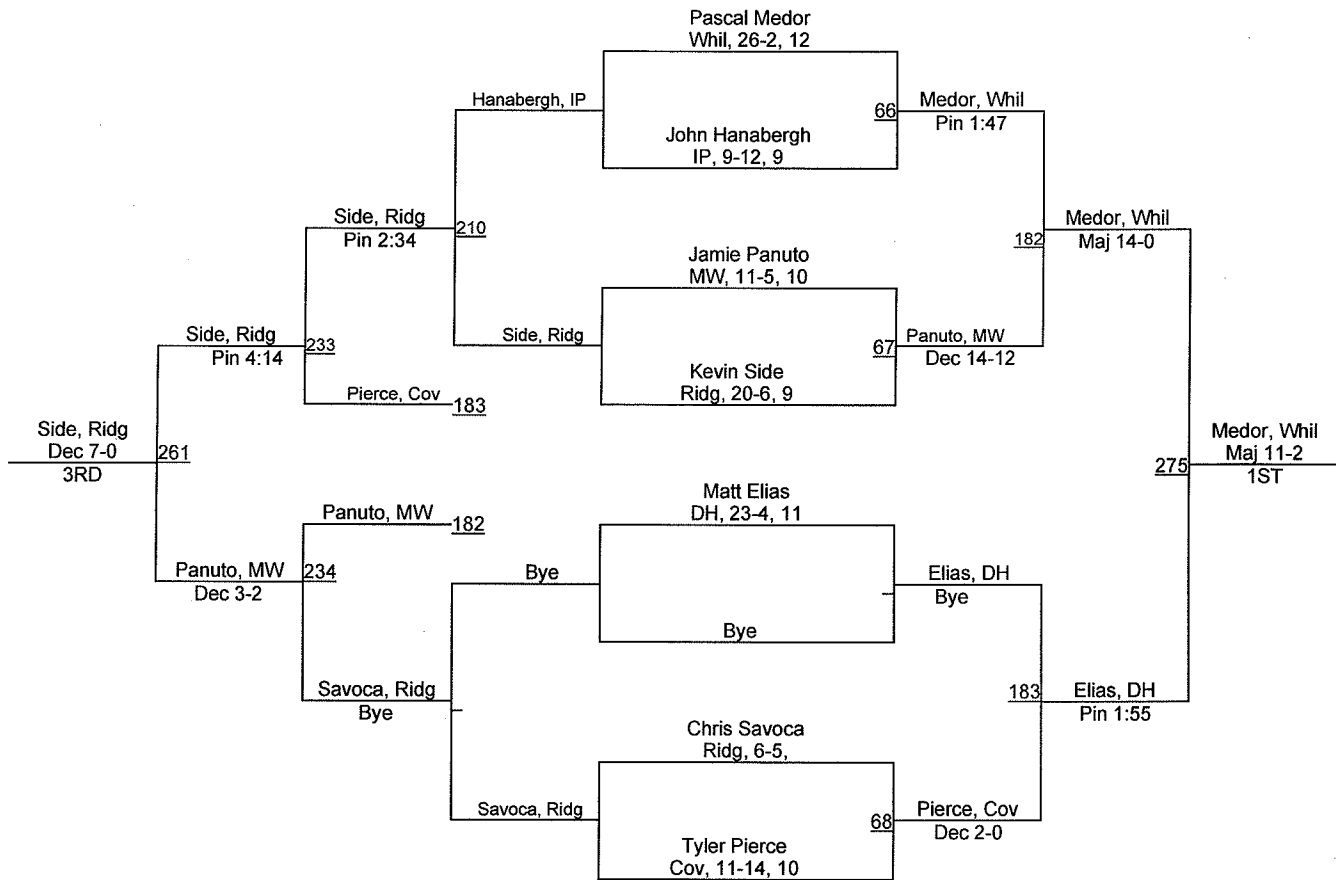 Pascal Medor
Whil, 26-2, 12
Hanabergh, IP
66
Medor, Whil
Pin 1:47
John Hanabergh
IP, 9-12, 9
Side, Ridg
Pin 2:34
210
182
Medor, Whil
Maj 14-0
Jamie Panuto
MW, 11-5, 10
Side, Ridg
Pin 4:14
233
Side, Ridg
67
Panuto, MW
Dec 14-12
Kevin Side
Ridg, 20-6, 9
Pierce, Cov
183
Side, Ridg
Dec 7-0
3RD
261
275
Medor, Whil
Maj 11-2
1ST
Matt Elias
DH, 23-4, 11
Panuto, MW
182
Panuto, MW
Dec 3-2
234
Bye
Elias, DH
Bye
Bye
Savoca, Ridg
Bye
183
Elias, DH
Pin 1:55
Chris Savoca
Ridg, 6-5,
Savoca, Ridg
68
Pierce, Cov
Dec 2-0
Tyler Pierce
Cov, 11-14, 10